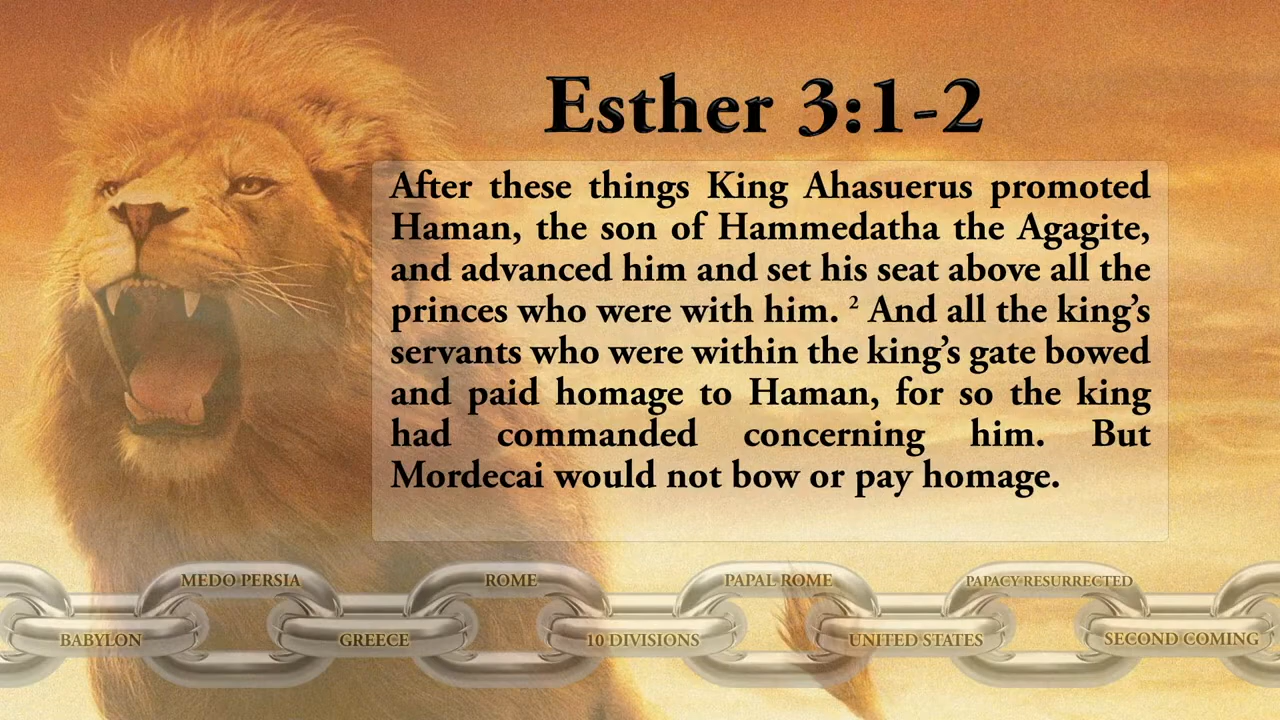 Esther 3:1-2
After these things King Ahasuerus promoted
Haman, the son of Hammedatha the Agagite,
and advanced him and set his seat above all the
princes who were with him. ² And all the king’s
servants who were within the king’s gate bowed
and paid homage to Haman, for so the king
had commanded concerning him. But
Mordecai would not bow or pay homage.
MEDO PERSIA
ROME
PAPAL ROME
PAPACY RESURRECTED
BABYLON
GREECE
10 DIVISIONS
UNITED STATES
SECOND COMING